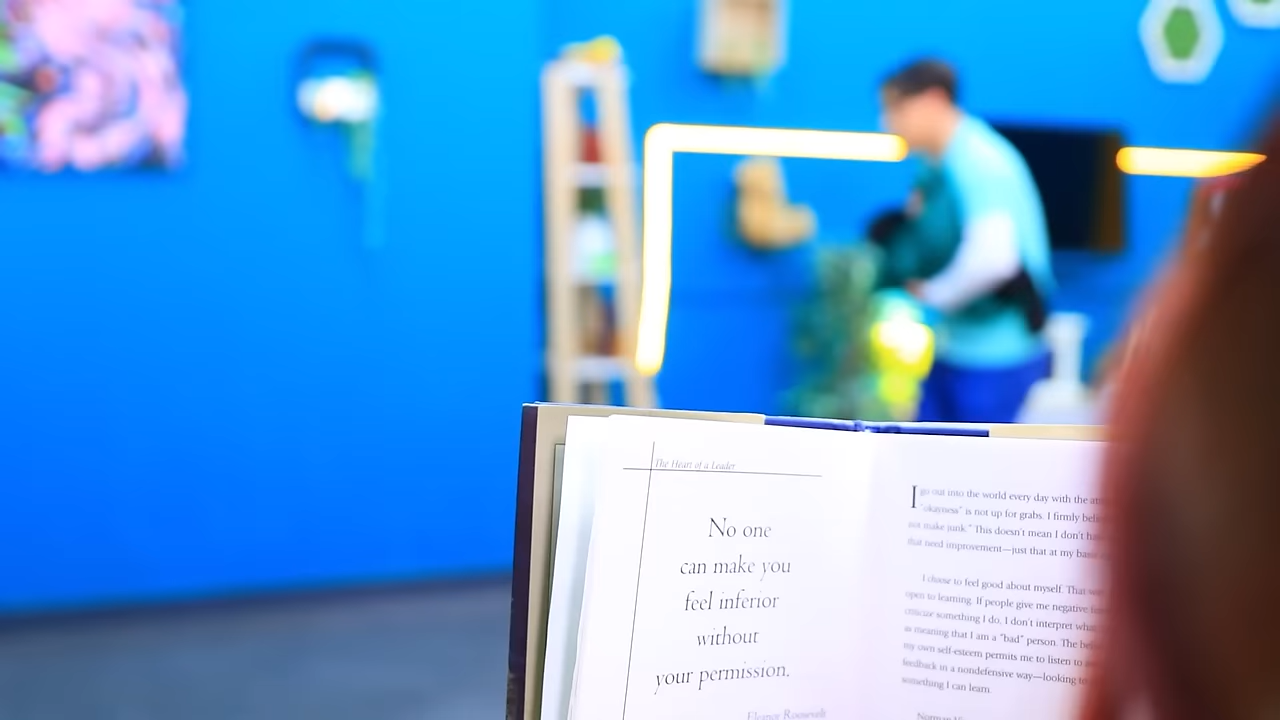 The Heart of a Leader
No one
can make you
feel inferior
without
your permission.
Eleanor Roosevelt
I go out into the world every day with the
"okayness" is not up for grabs. I firmly
not make junk." This doesn't mean I don't
that need improvement—just that at my
I choose to feel good about myself. That
open to learning. If people give me negative
criticize something I do, I don't interpret
as meaning that I am a "bad" person. The
my own self-esteem permits me to listen to
feedback in a nondefensive way—looking
something I can learn.
Norman